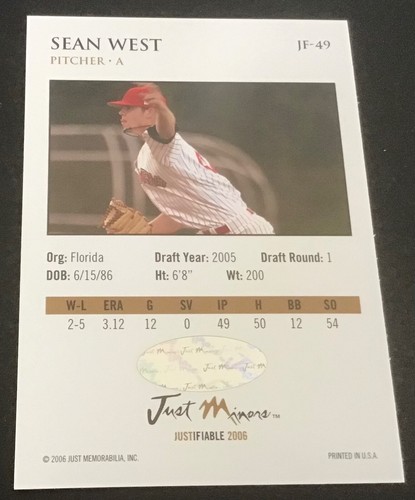 SEAN WEST JF-49
PITCHER • A
Org: Florida Draft Year: 2005 Draft Round: 1
DOB: 6/15/86 Ht: 6'8" Wt: 200
W-L ERA G SV IP H BB SO
2-5 3.12 12 0 49 50 12 54
Just Minors
Just Minors™
JUSTIFIABLE 2006
© 2006 JUST MEMORABILIA, INC. PRINTED IN U.S.A.